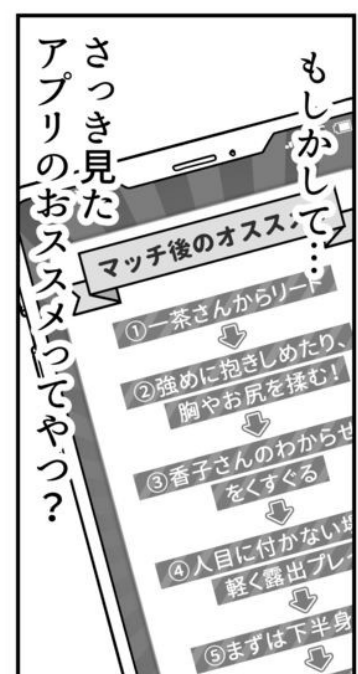 もしかして…
さっき見た
アプリのおススメってやつ？
マッチ後のオスス
①一茶さんからリード
②強めに抱きしめたり、
胸やお尻を揉む！
③香子さんのわからせ
をくすぐる
④人目に付かない
軽く露出プレ
⑤まずは下半身